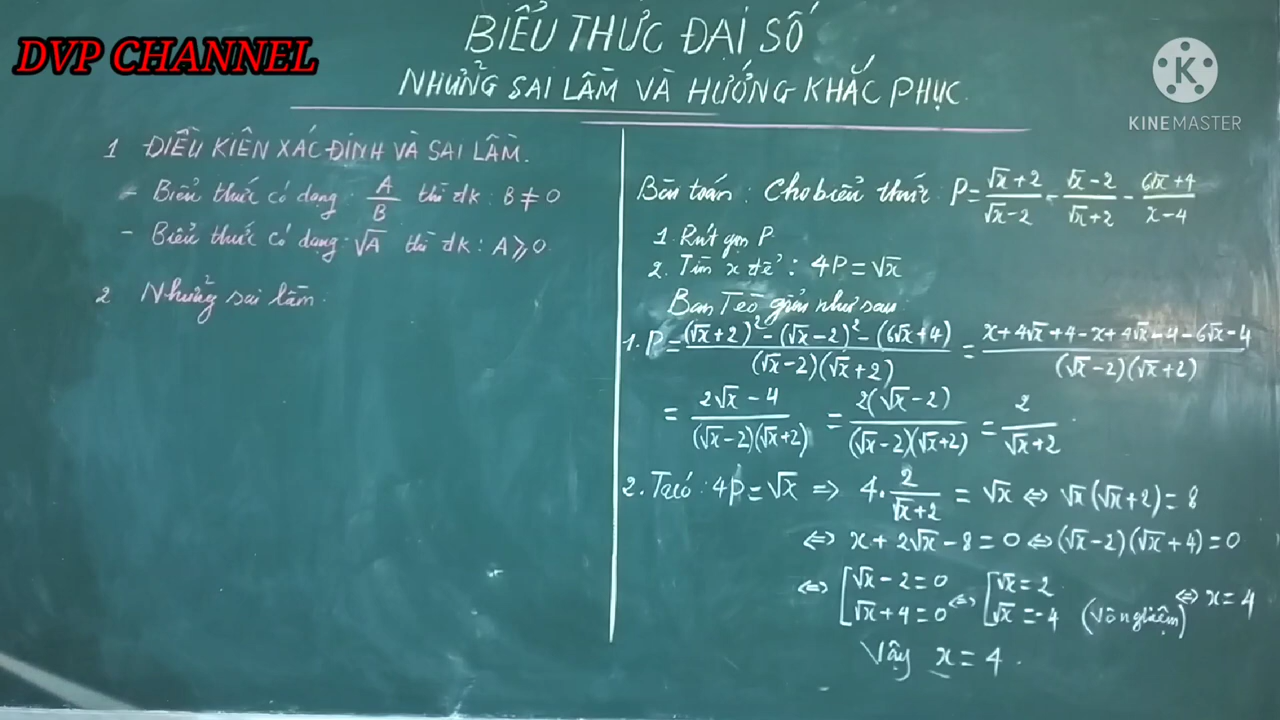 DVP CHANNEL
KINEMASTER
BIỂU THỨC ĐẠI SỐ
NHỮNG SAI LẦM VÀ HƯỚNG KHẮC PHỤC
1 ĐIỀU KIỆN XÁC ĐỊNH VÀ SAI LẦM.
- Biểu thức có dạng A/B thì đk: B ≠ 0
- Biểu thức có dạng: √A thì đk: A ≥ 0.
2 Những sai lầm.
Bài toán: Cho biểu thức: P = (√x + 2)/(√x - 2) - (√x - 2)/(√x + 2) - (6√x + 4)/(x - 4)
1. Rút gọn P.
2. Tìm x để: 4P = √x
Bạn Tèo giải như sau
1. P = ((√x + 2)² - (√x - 2)² - (6√x + 4))/((√x - 2)(√x + 2)) = (x + 4√x + 4 - x + 4√x - 4 - 6√x - 4)/((√x - 2)(√x + 2))
= (2√x - 4)/((√x - 2)(√x + 2)) = 2(√x - 2)/((√x - 2)(√x + 2)) = 2/(√x + 2).
2. Ta có: 4P = √x ⇒ 4 . 2/(√x + 2) = √x ⇔ √x(√x + 2) = 8
⇔ x + 2√x - 8 = 0 ⇔ (√x - 2)(√x + 4) = 0
⇔ [√x - 2 = 0 ; √x + 4 = 0 ⇔ [√x = 2 ; √x = -4 (vô nghiệm) ⇔ x = 4
Vậy x = 4.